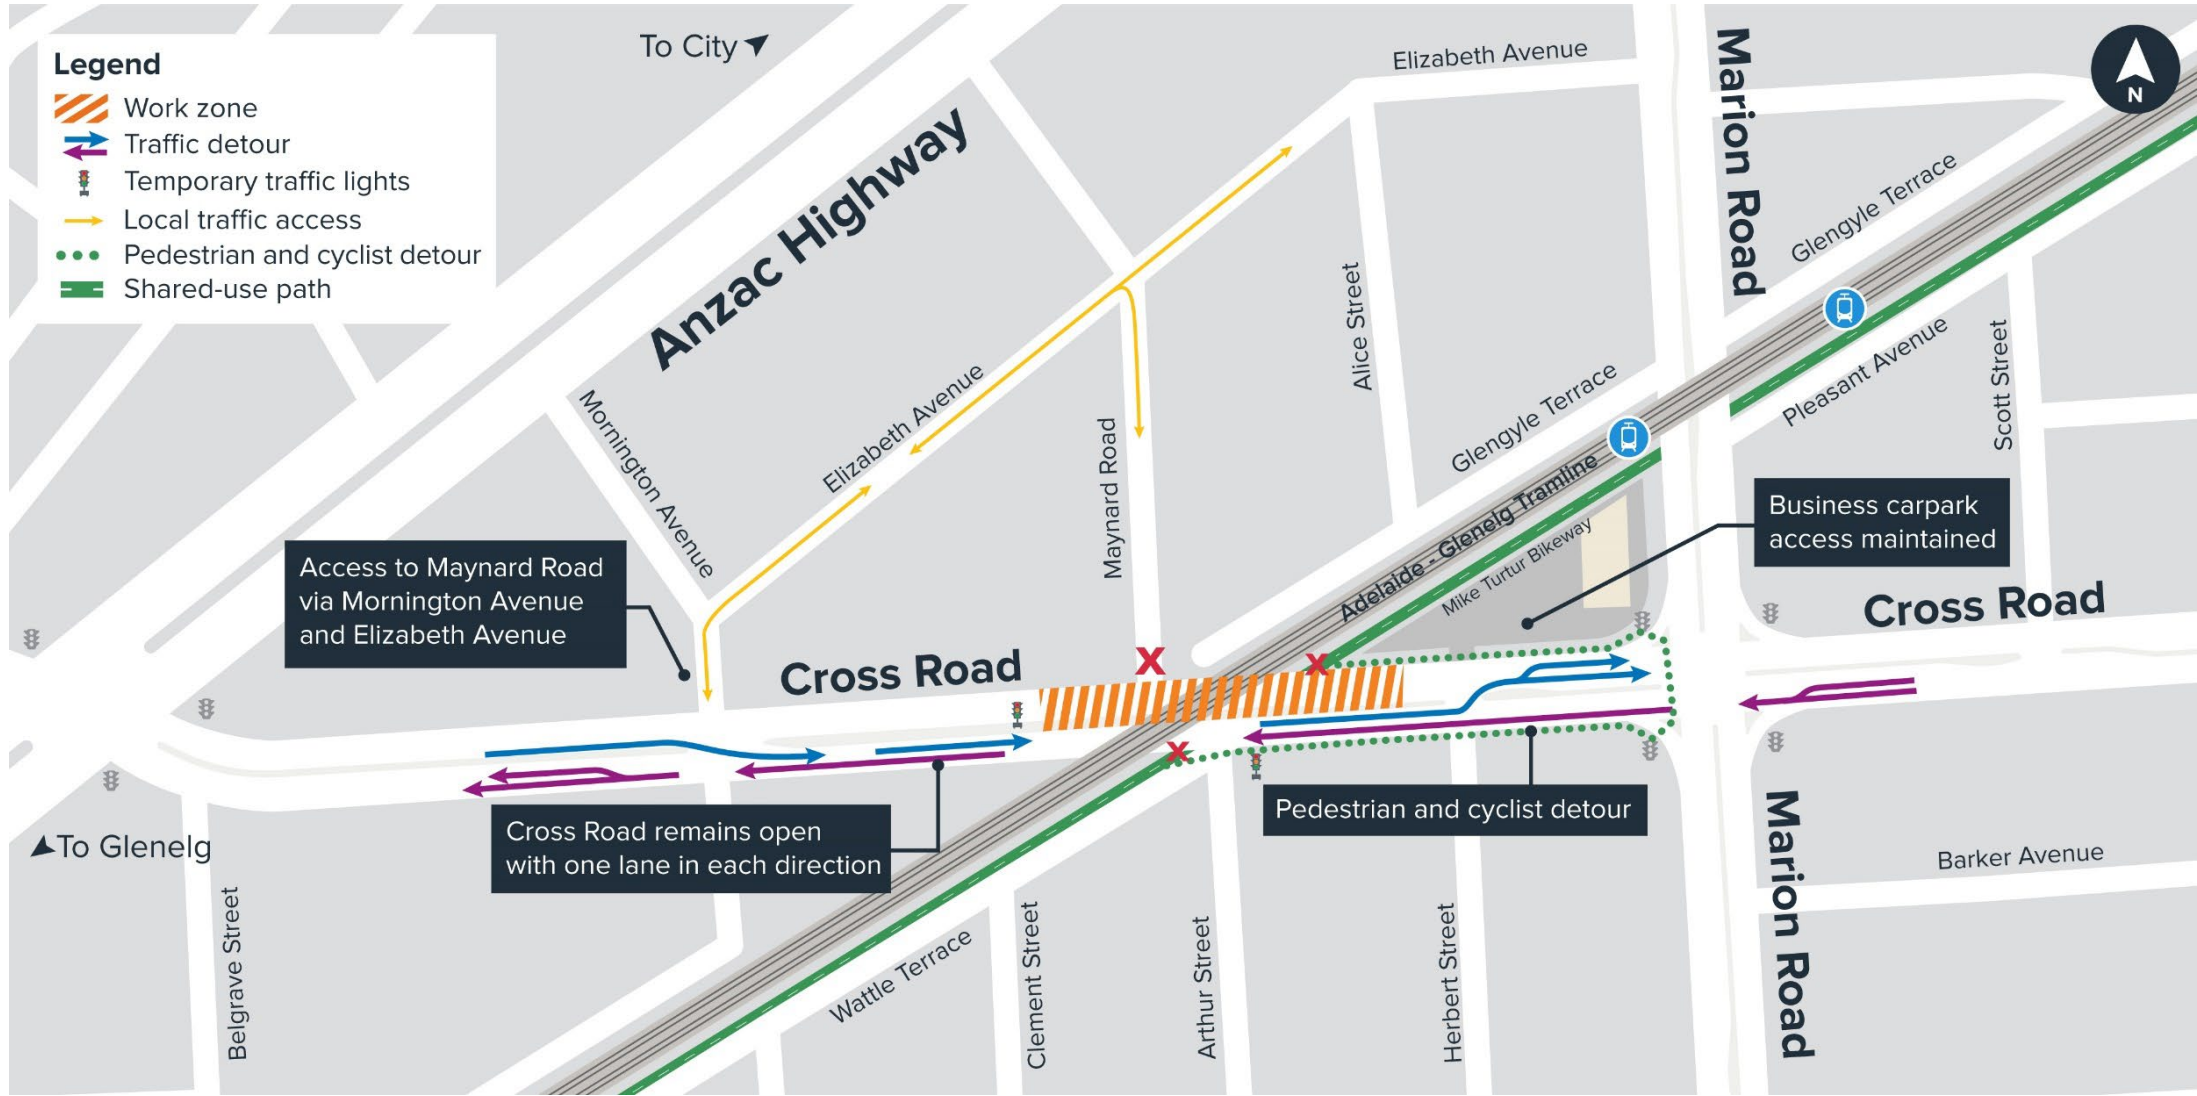 Legend
Work zone
Traffic detour
Temporary traffic lights
Local traffic access
Pedestrian and cyclist detour
Shared-use path
To City
Elizabeth Avenue
Marion Road
N
Anzac Highway
Glengyle Terrace
Alice Street
Pleasant Avenue
Scott Street
Mornington Avenue
Elizabeth Avenue
Maynard Road
Glengyle Terrace
Adelaide - Glenelg Tramline
Mike Turtur Bikeway
Business carpark
access maintained
Access to Maynard Road
via Mornington Avenue
and Elizabeth Avenue
Cross Road
Cross Road
X
X
X
To Glenelg
Cross Road remains open
with one lane in each direction
Pedestrian and cyclist detour
Marion Road
Barker Avenue
Belgrave Street
Wattle Terrace
Clement Street
Arthur Street
Herbert Street